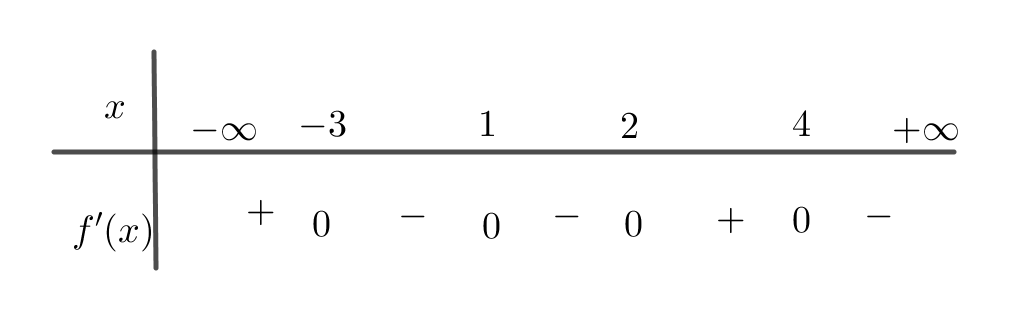 x −∞ −3 1 2 4 +∞
f′(x) + 0 − 0 − 0 + 0 −